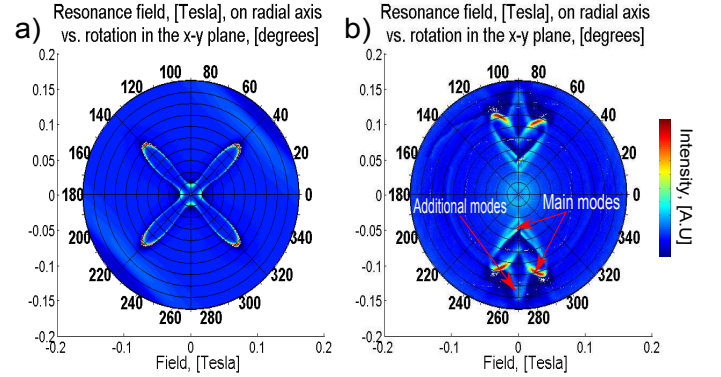 a)
Resonance field, [Tesla], on radial axis
vs. rotation in the x-y plane, [degrees]
0.2
0.15
0.1
0.05
0
-0.05
-0.1
-0.15
-0.2
100 80
120 60
140 40
160 20
180 0
200 340
220 320
240 300
260 280
-0.2 -0.1 0 0.1 0.2
Field, [Tesla]
b)
Resonance field, [Tesla], on radial axis
vs. rotation in the x-y plane, [degrees]
0.2
0.15
0.1
0.05
0
-0.05
-0.1
-0.15
-0.2
100 80
120 60
140 40
160 20
180 0
Additional modes
Main modes
200 340
220 320
240 300
260 280
-0.2 -0.1 0 0.1 0.2
Field, [Tesla]
Intensity, [A.U]